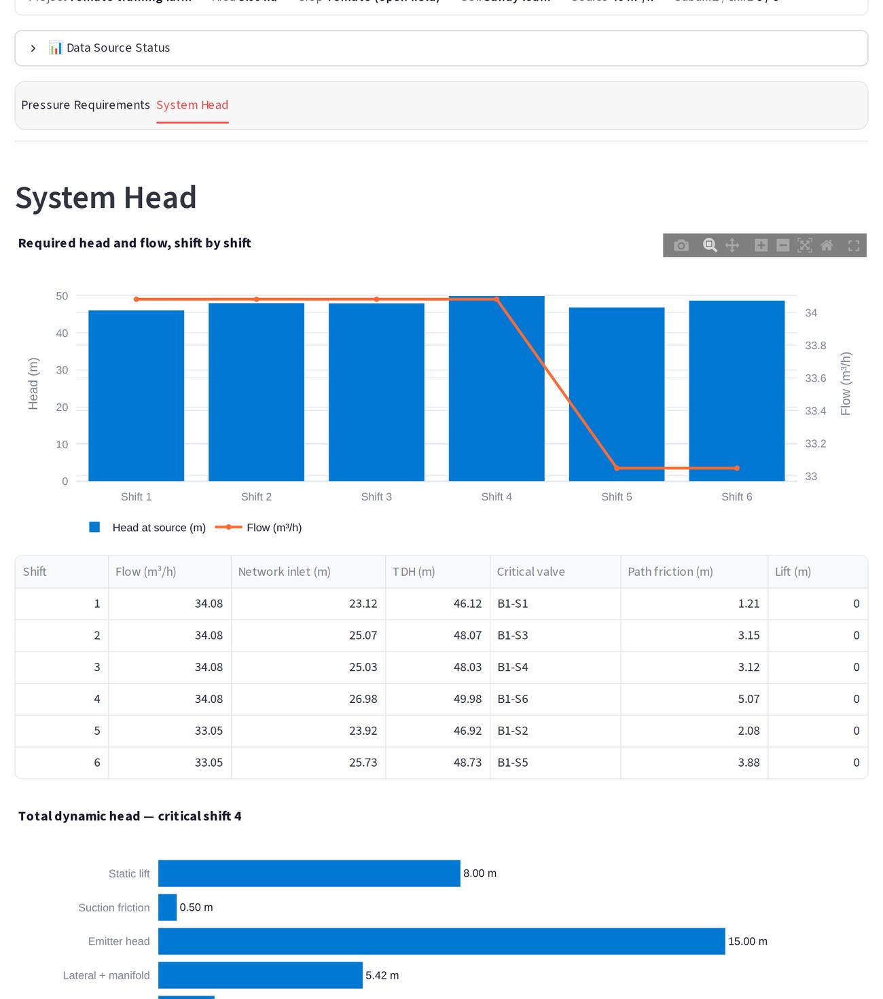 Data Source Status
Pressure Requirements System Head
System Head
Required head and flow, shift by shift
50
40
30
20
10
0
Head (m)
34
33.8
33.6
33.4
33.2
33
Flow (m³/h)
Shift 1 Shift 2 Shift 3 Shift 4 Shift 5 Shift 6
Head at source (m) Flow (m³/h)
Shift Flow (m³/h) Network inlet (m) TDH (m) Critical valve Path friction (m) Lift (m)
1 34.08 23.12 46.12 B1-S1 1.21 0
2 34.08 25.07 48.07 B1-S3 3.15 0
3 34.08 25.03 48.03 B1-S4 3.12 0
4 34.08 26.98 49.98 B1-S6 5.07 0
5 33.05 23.92 46.92 B1-S2 2.08 0
6 33.05 25.73 48.73 B1-S5 3.88 0
Total dynamic head — critical shift 4
Static lift 8.00 m
Suction friction 0.50 m
Emitter head 15.00 m
Lateral + manifold 5.42 m